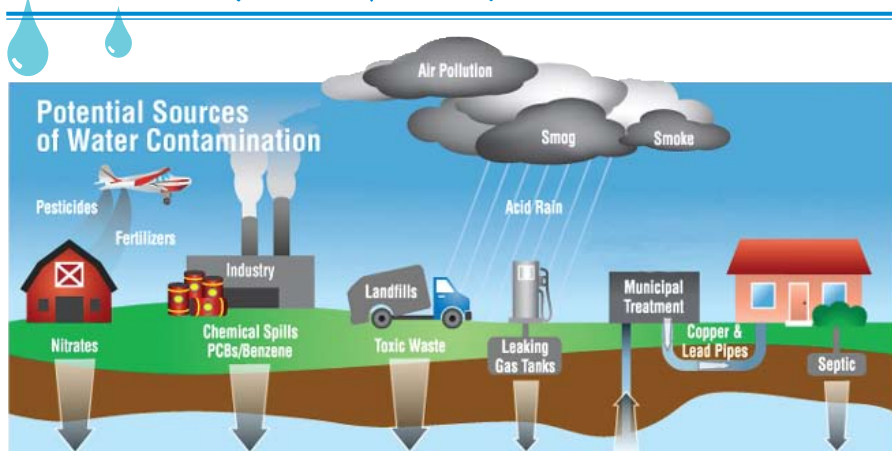 Potential Sources
of Water Contamination
Air Pollution
Smog
Smoke
Acid Rain
Pesticides
Fertilizers
Industry
Landfills
Municipal
Treatment
Nitrates
Chemical Spills
PCBs/Benzene
Toxic Waste
Leaking
Gas Tanks
Copper &
Lead Pipes
Septic